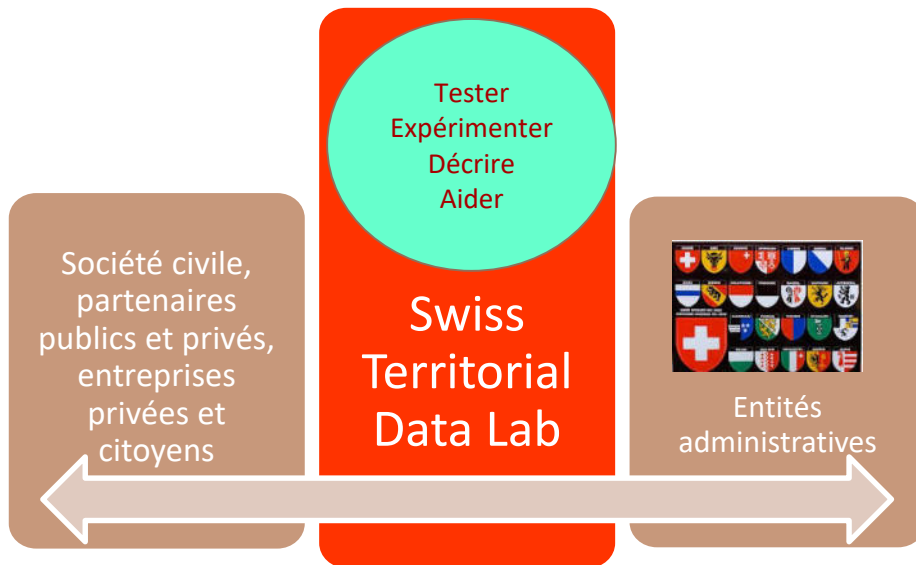 Tester
Expérimenter
Décrire
Aider
Société civile,
partenaires
publics et privés,
entreprises
privées et
citoyens
Swiss
Territorial
Data Lab
Entités
administratives